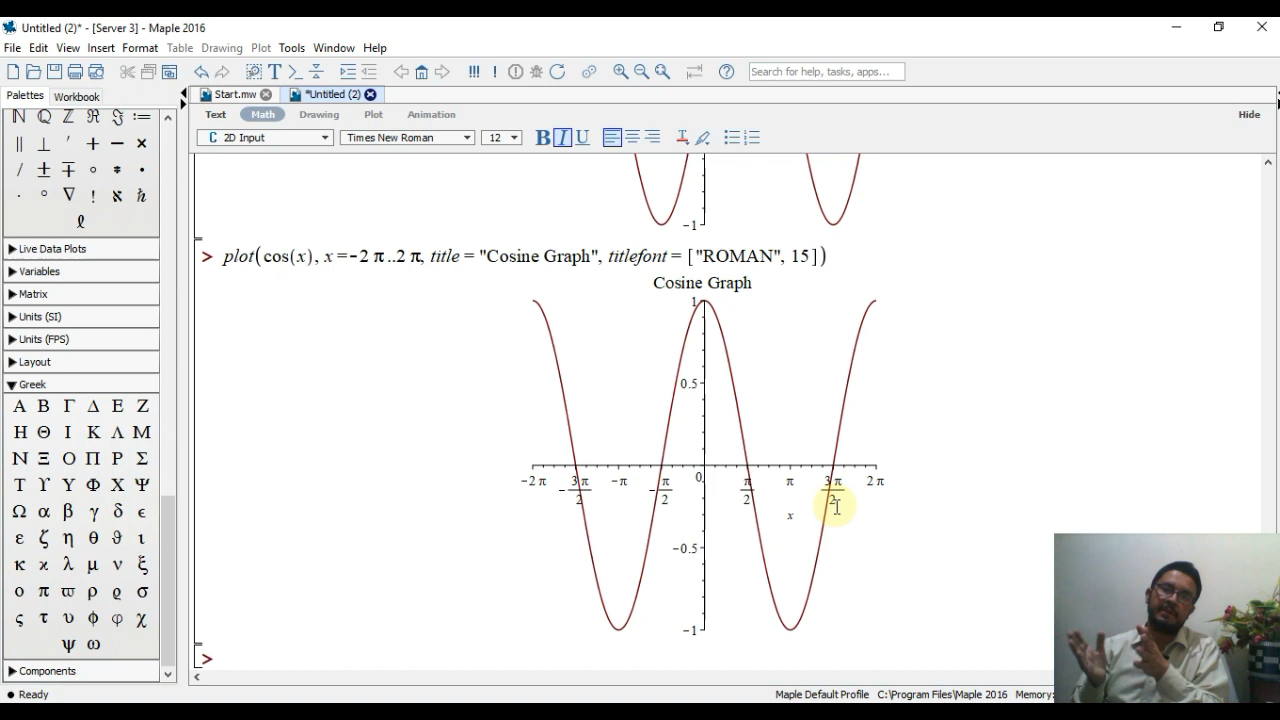 Untitled (2)* - [Server 3] - Maple 2016
File Edit View Insert Format Table Drawing Plot Tools Window Help
Search for help, tasks, apps...
Palettes Workbook
Start.mw *Untitled (2)
Text Math Drawing Plot Animation Hide
C 2D Input Times New Roman 12 B I U
ℕ ℚ ℤ ℜ ℑ :=
∥ ⊥ ′ + − ×
/ ± ∓ ∘ * •
. ° ∇ ! ℵ ℏ
ℓ
Live Data Plots
Variables
Matrix
Units (SI)
Units (FPS)
Layout
Greek
Α Β Γ Δ Ε Ζ
Η Θ Ι Κ Λ Μ
Ν Ξ Ο Π Ρ Σ
Τ ϒ Υ Φ Χ Ψ
Ω α β γ δ ϵ
ε ζ η θ ϑ ι
κ ϰ λ μ ν ξ
ο π ϖ ρ ϱ σ
ς τ υ ϕ φ χ
ψ ω
Components
-1
> plot(cos(x), x=-2 π..2 π, title = "Cosine Graph", titlefont = ["ROMAN", 15])
Cosine Graph
1
0.5
-2 π -3 π/2 -π -π/2 0 π/2 π 3 π/2 2 π
x
-0.5
-1
>
Ready
Maple Default Profile C:\Program Files\Maple 2016 Memory: